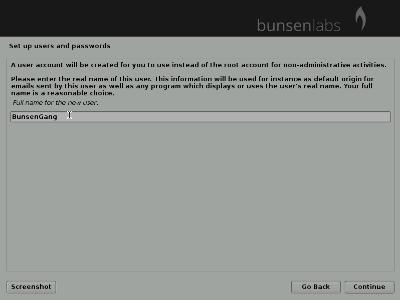 bunsenlabs
Set up users and passwords
A user account will be created for you to use instead of the root account for non-administrative activities.
Please enter the real name of this user. This information will be used for instance as default origin for
emails sent by this user as well as any program which displays or uses the user's real name. Your full
name is a reasonable choice.
Full name for the new user:
BunsenGang
Screenshot
Go Back
Continue